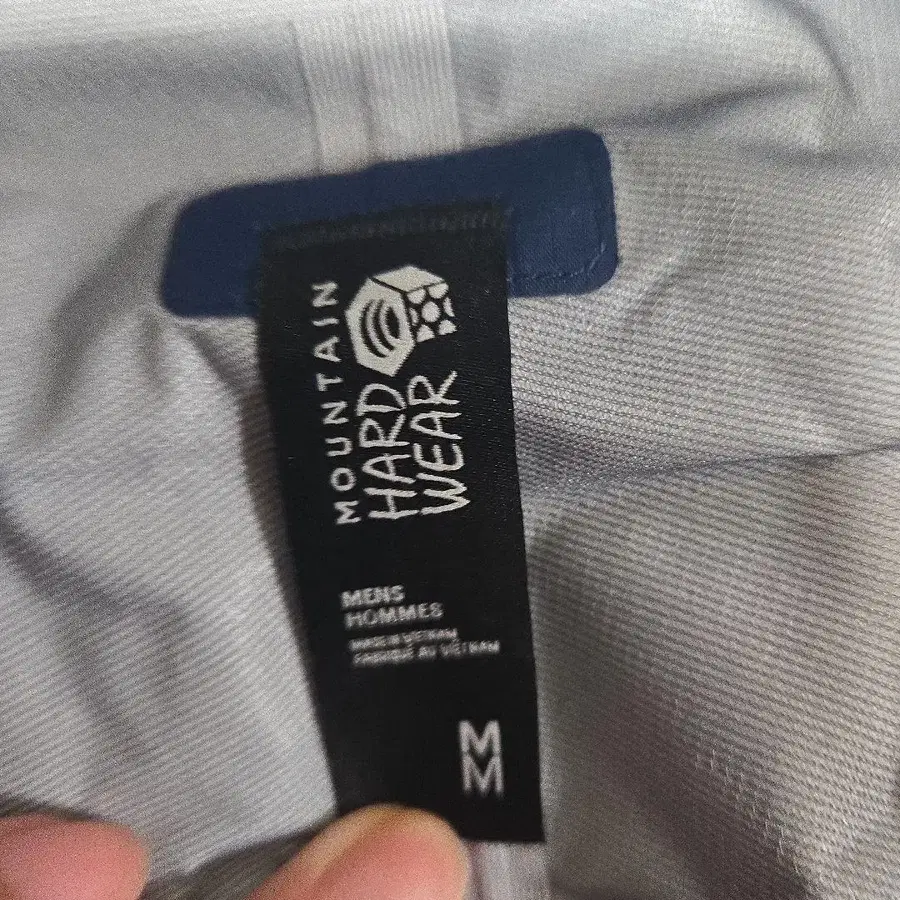 MOUNTAIN
HARD
WEAR
MENS
HOMMES
MADE IN VIETNAM
FABRIQUÉ AU VIETNAM
M
M